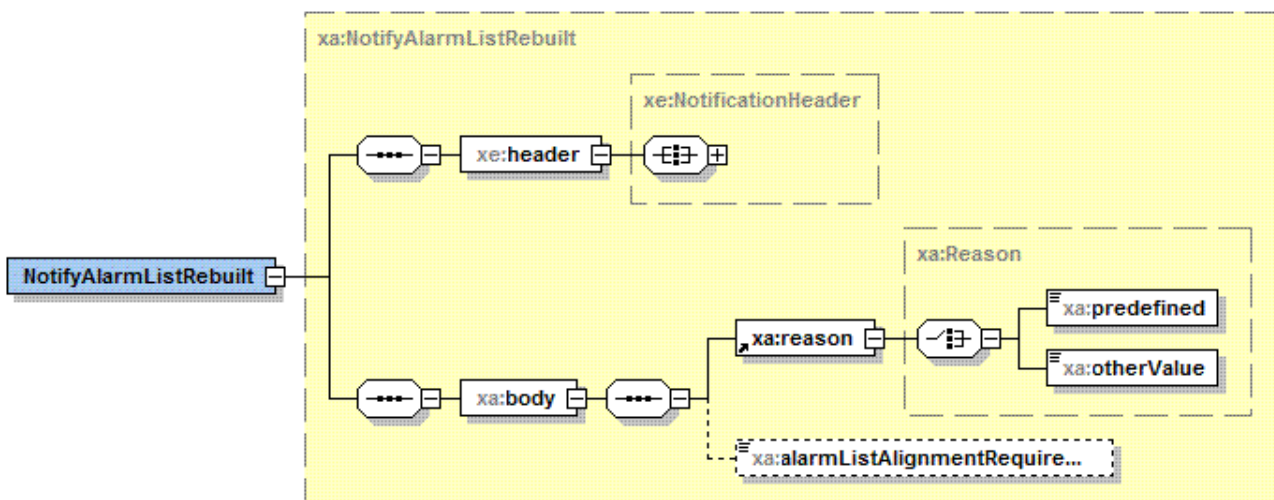 xa:NotifyAlarmListRebuilt
xe:NotificationHeader
xe:header
NotifyAlarmListRebuilt
xa:Reason
xa:predefined
xa:reason
xa:otherValue
xa:body
xa:alarmListAlignmentRequire...